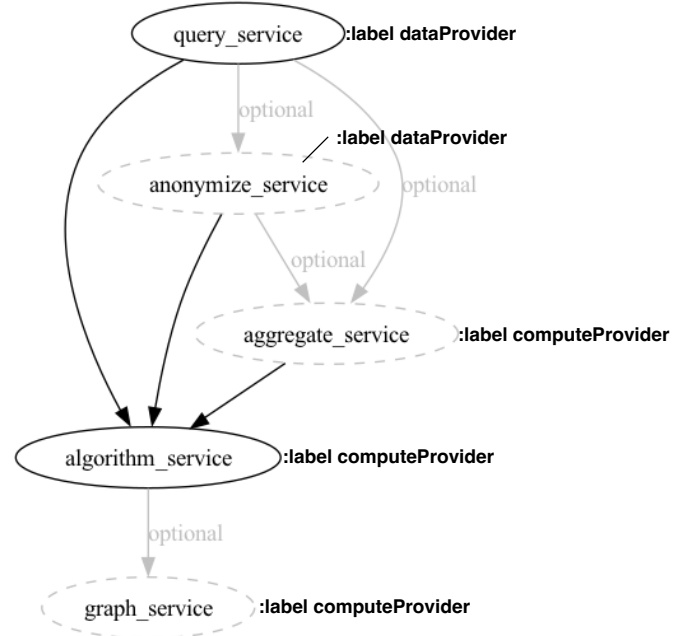 query_service :label dataProvider
optional
:label dataProvider
anonymize_service optional
optional
aggregate_service :label computeProvider
algorithm_service :label computeProvider
optional
graph_service :label computeProvider